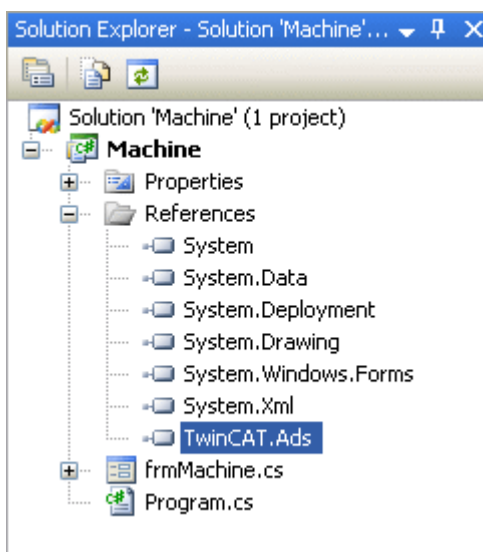 Solution Explorer - Solution 'Machine'...
Solution 'Machine' (1 project)
Machine
Properties
References
System
System.Data
System.Deployment
System.Drawing
System.Windows.Forms
System.Xml
TwinCAT.Ads
frmMachine.cs
Program.cs